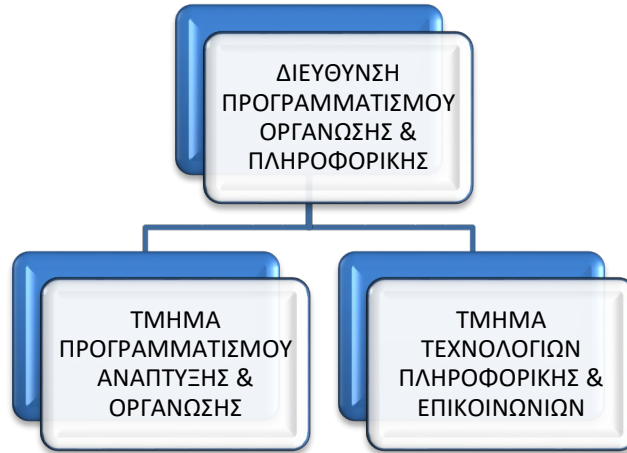 ΔΙΕΥΘΥΝΣΗ
ΠΡΟΓΡΑΜΜΑΤΙΣΜΟΥ
ΟΡΓΑΝΩΣΗΣ &
ΠΛΗΡΟΦΟΡΙΚΗΣ
ΤΜΗΜΑ
ΠΡΟΓΡΑΜΜΑΤΙΣΜΟΥ
ΑΝΑΠΤΥΞΗΣ &
ΟΡΓΑΝΩΣΗΣ
ΤΜΗΜΑ
ΤΕΧΝΟΛΟΓΙΩΝ
ΠΛΗΡΟΦΟΡΙΚΗΣ &
ΕΠΙΚΟΙΝΩΝΙΩΝ